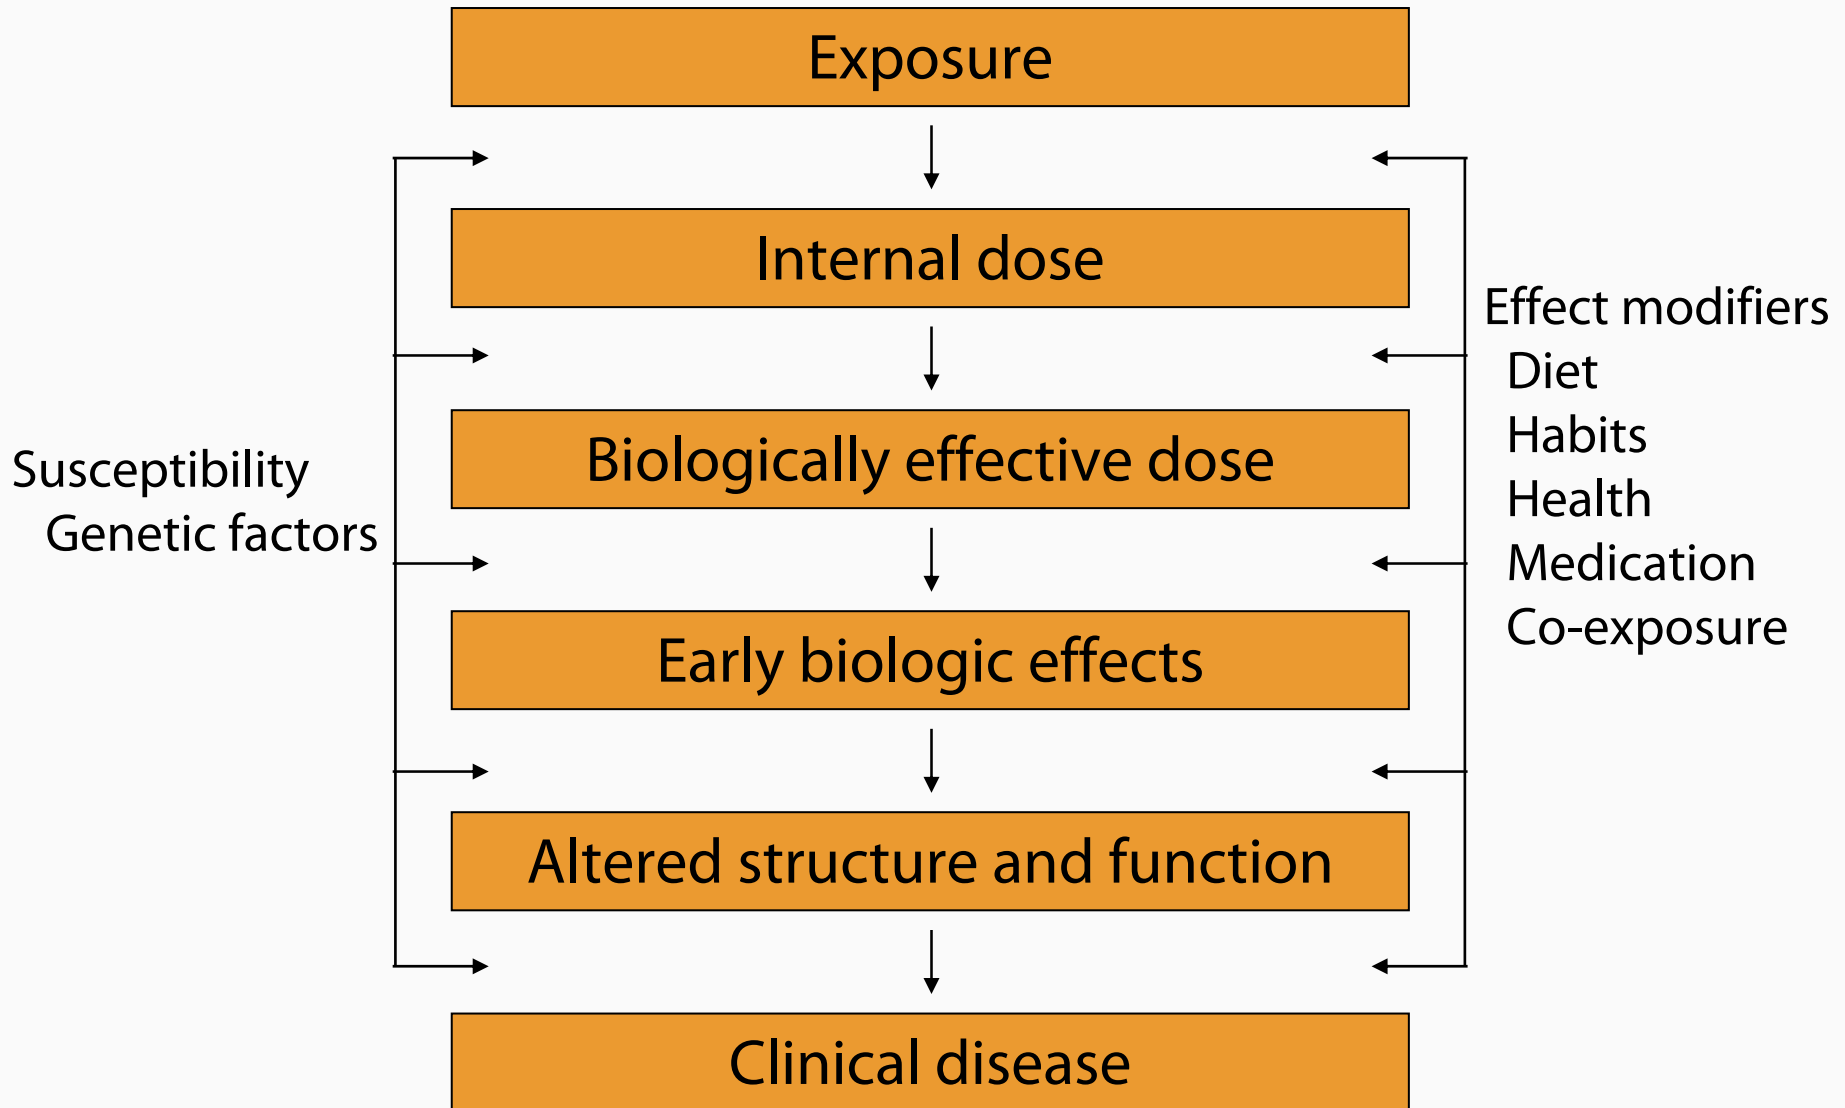 Exposure
Internal dose
Biologically effective dose
Early biologic effects
Altered structure and function
Clinical disease
Susceptibility
Genetic factors
Effect modifiers
Diet
Habits
Health
Medication
Co-exposure